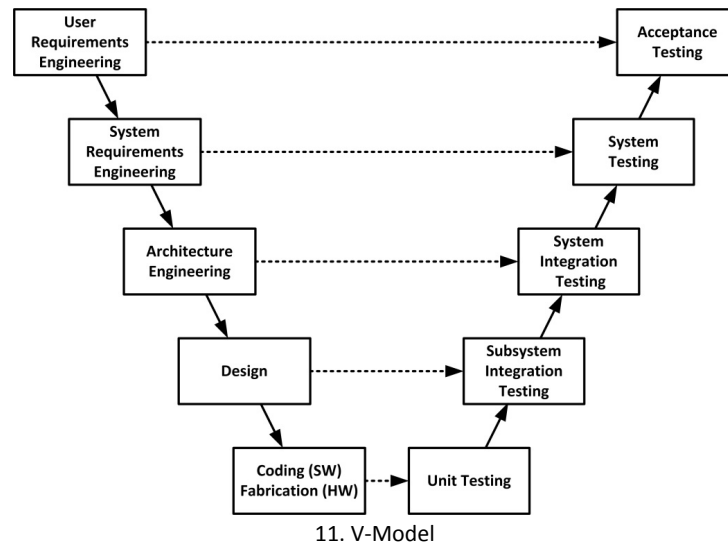 User
Requirements
Engineering
Acceptance
Testing
System
Requirements
Engineering
System
Testing
Architecture
Engineering
System
Integration
Testing
Design
Subsystem
Integration
Testing
Coding (SW)
Fabrication (HW)
Unit Testing
11. V-Model